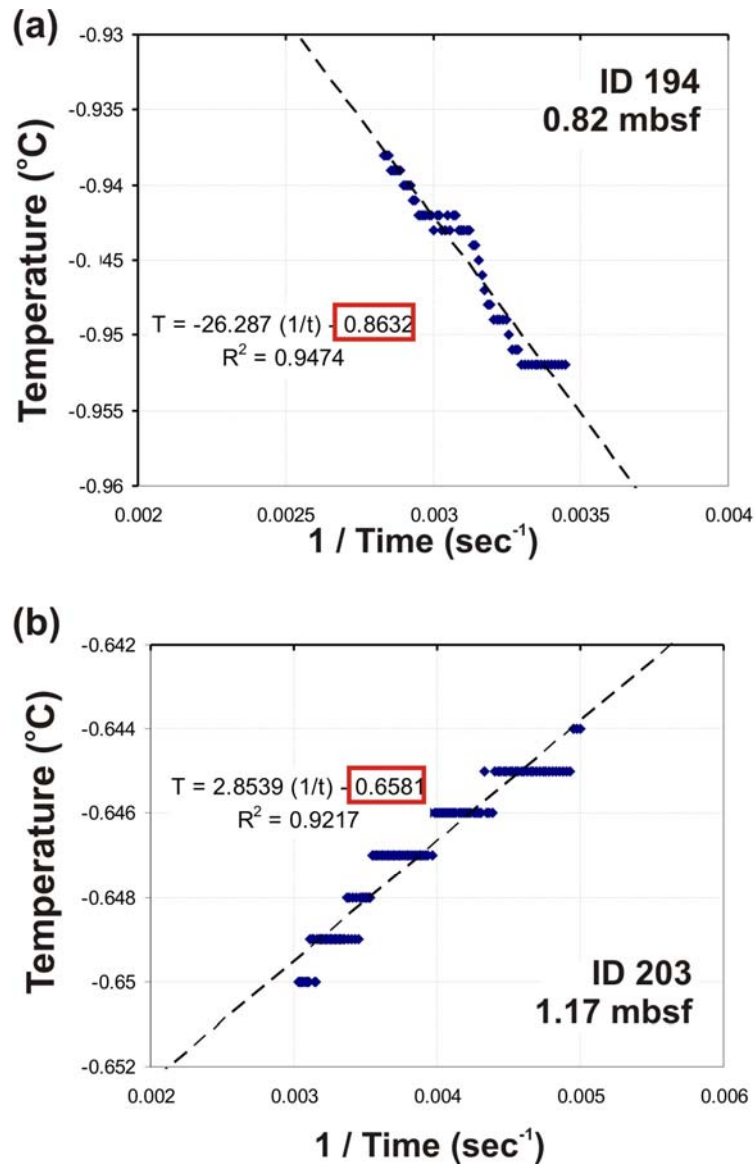 (a)
-0.93
-0.935
-0.94
-0.945
-0.95
-0.955
-0.96
Temperature (°C)
ID 194
0.82 mbsf
T = -26.287 (1/t) - 0.8632
R² = 0.9474
0.002
0.0025
0.003
0.0035
0.004
1 / Time (sec⁻¹)
(b)
-0.642
-0.644
-0.646
-0.648
-0.65
-0.652
Temperature (°C)
T = 2.8539 (1/t) - 0.6581
R² = 0.9217
ID 203
1.17 mbsf
0.002
0.003
0.004
0.005
0.006
1 / Time (sec⁻¹)